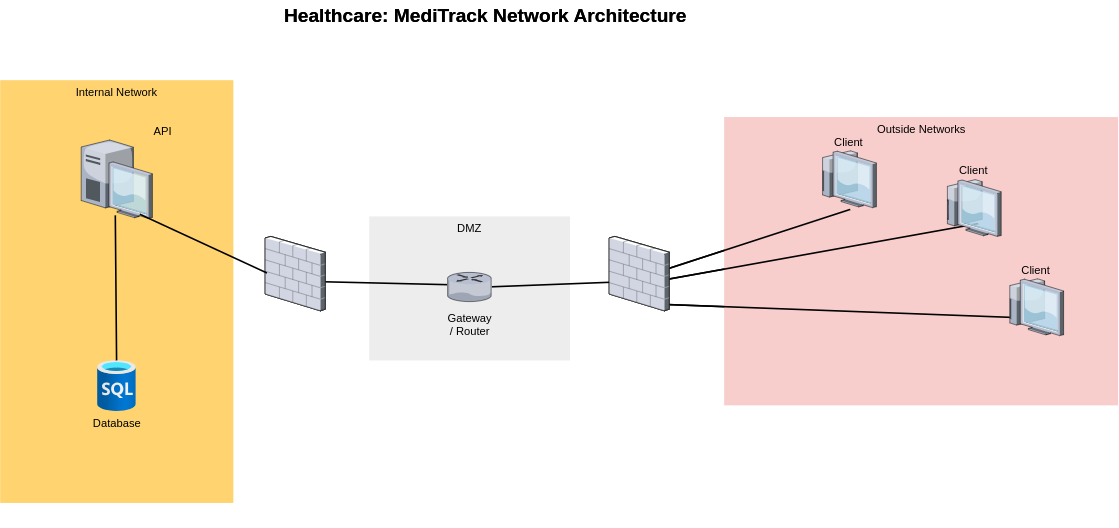 Healthcare: MediTrack Network Architecture
Internal Network
API
SQL
Database
DMZ
Gateway
/ Router
Outside Networks
Client
Client
Client